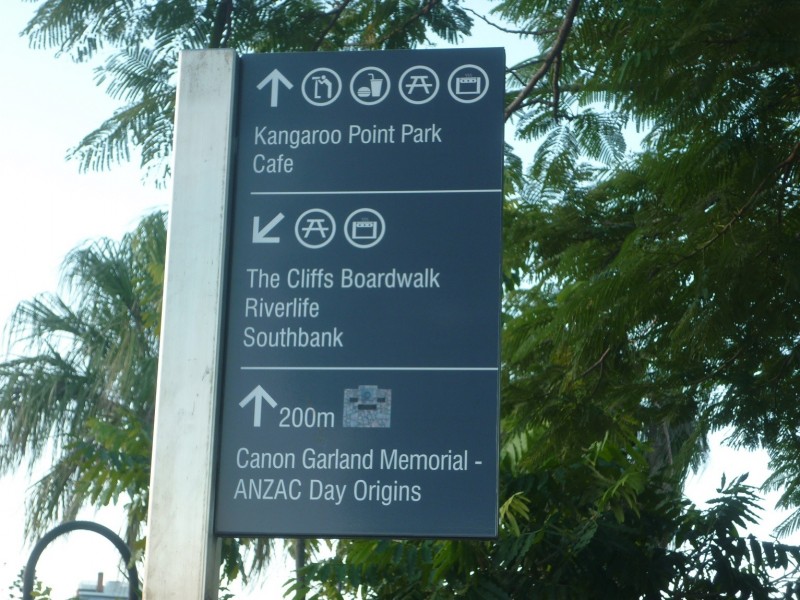 Kangaroo Point Park
Cafe
The Cliffs Boardwalk
Riverlife
Southbank
200m
Canon Garland Memorial -
ANZAC Day Origins